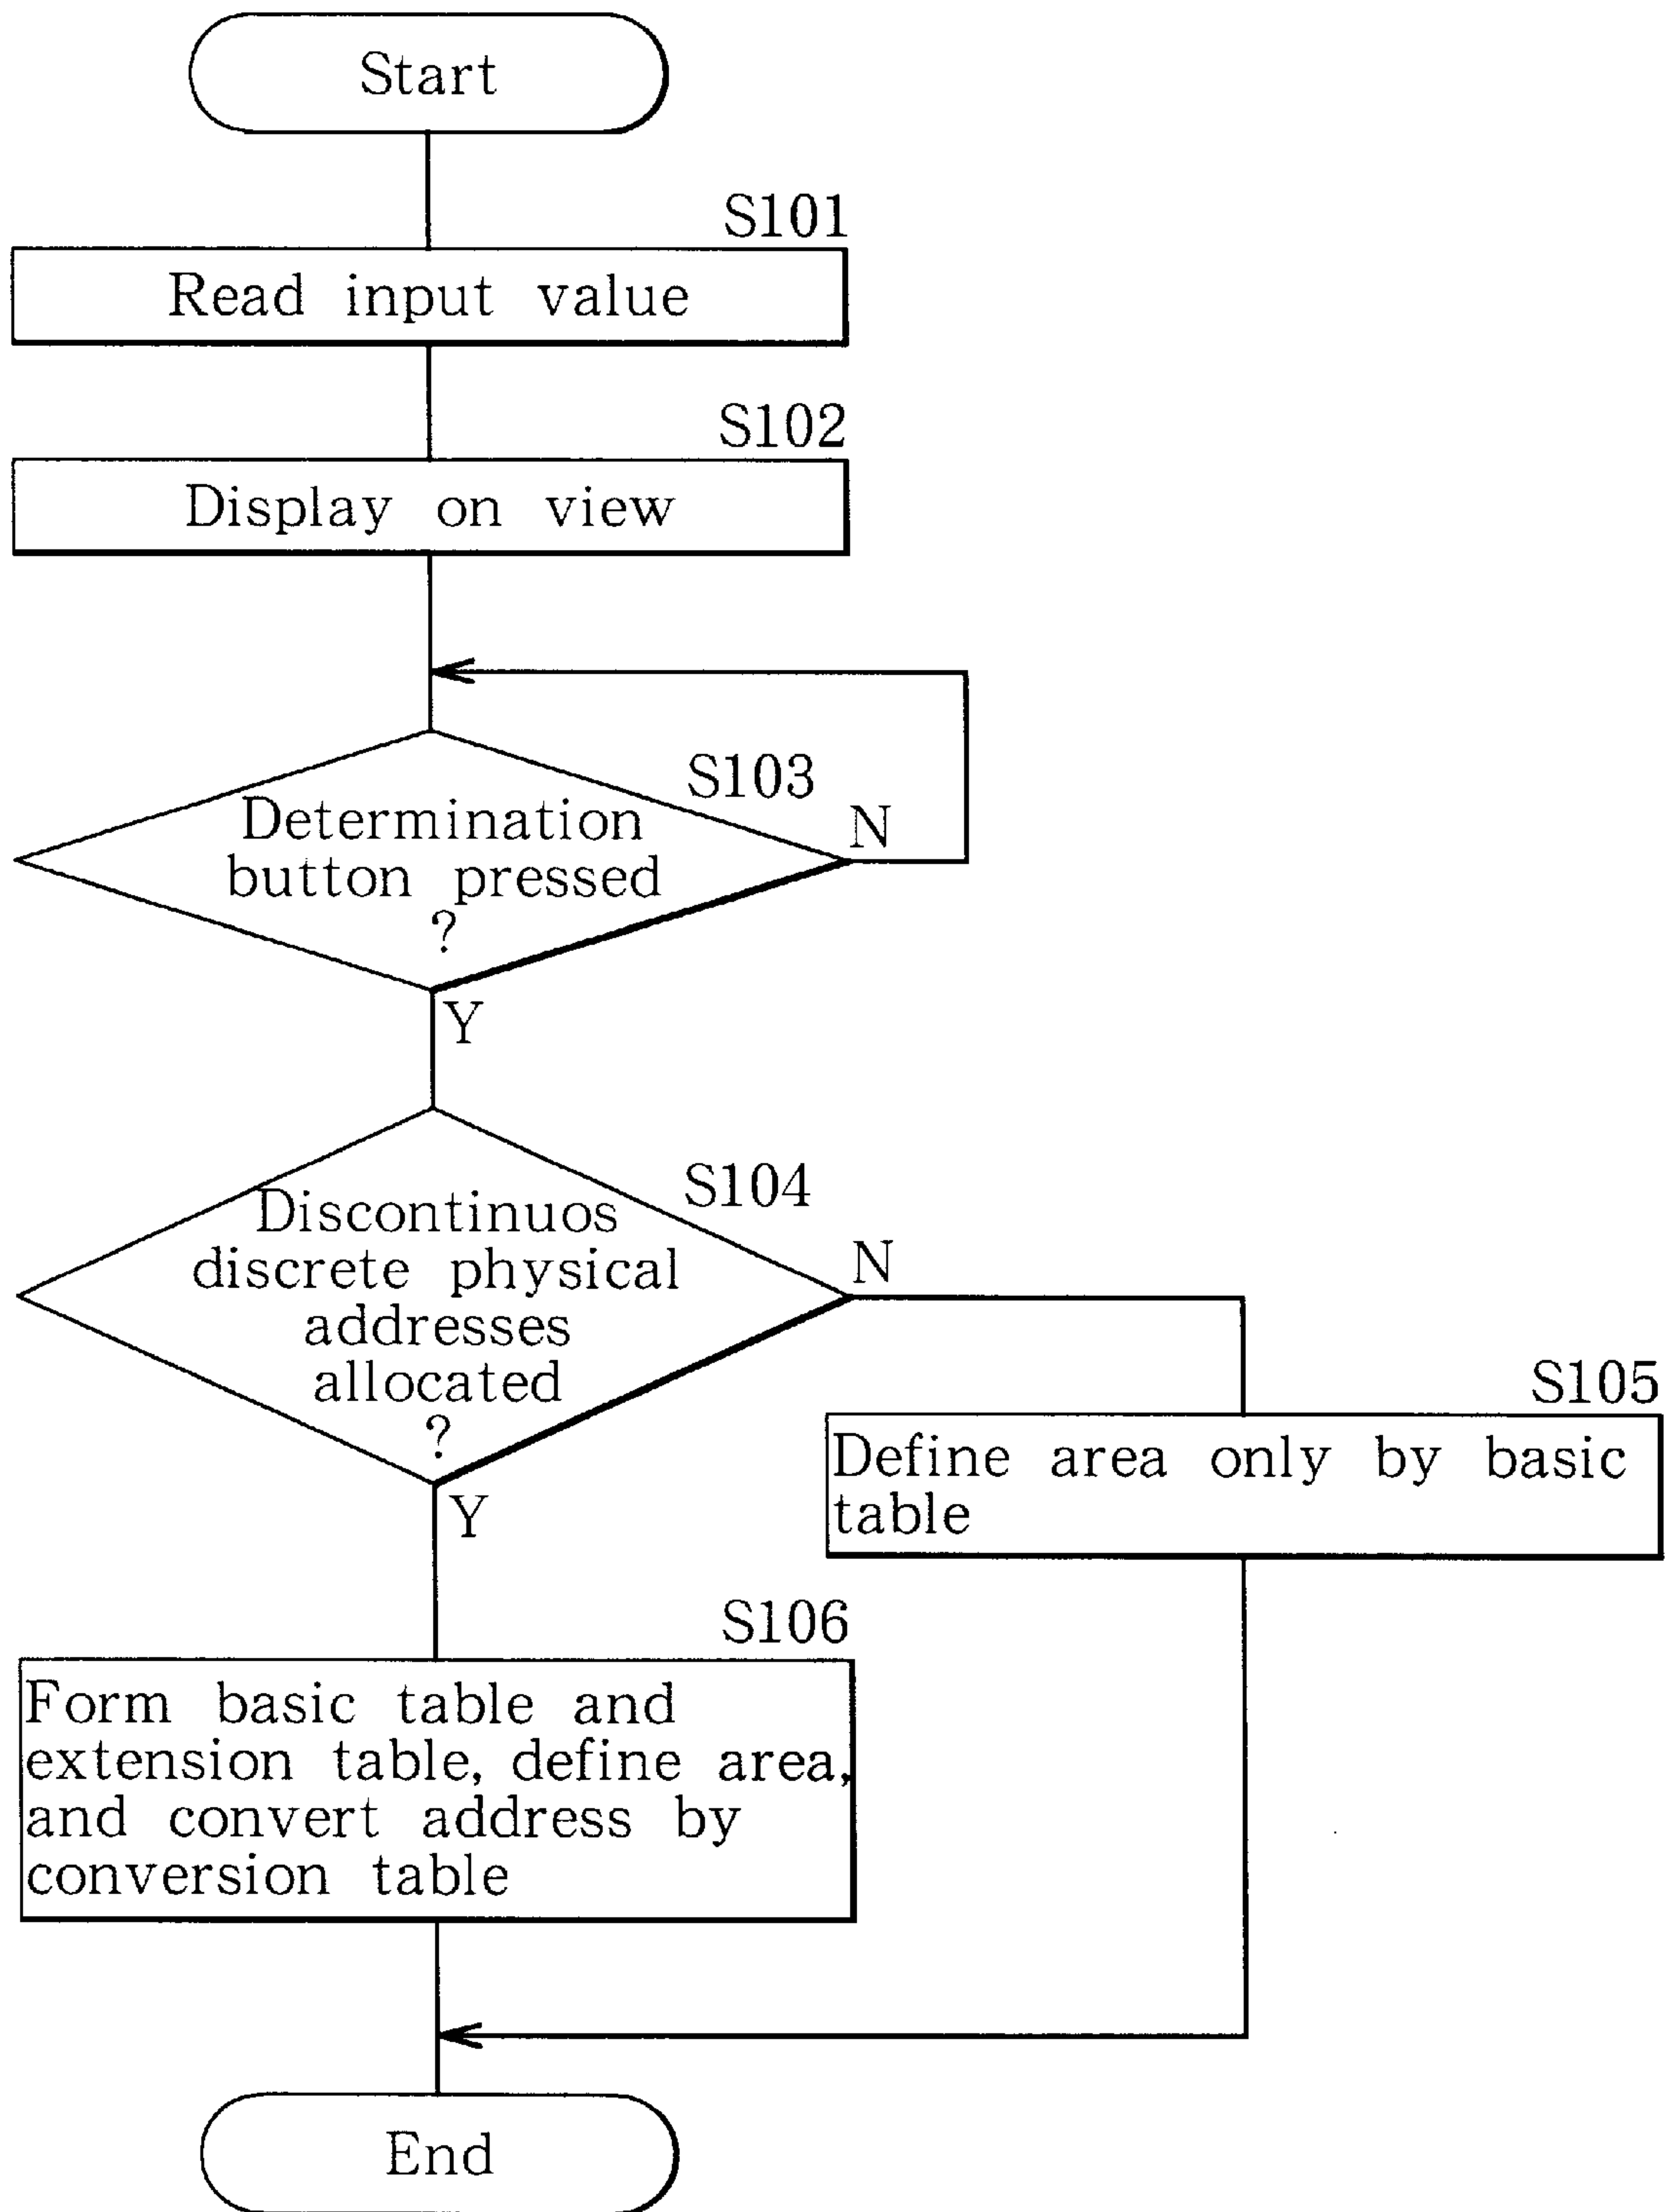 Start
S101
Read input value
S102
Display on view
S103
Determination
button pressed
?
N
Y
S104
Discontinuos
discrete physical
addresses
allocated
?
N
Y
S105
Define area only by basic
table
S106
Form basic table and
extension table, define area,
and convert address by
conversion table
End